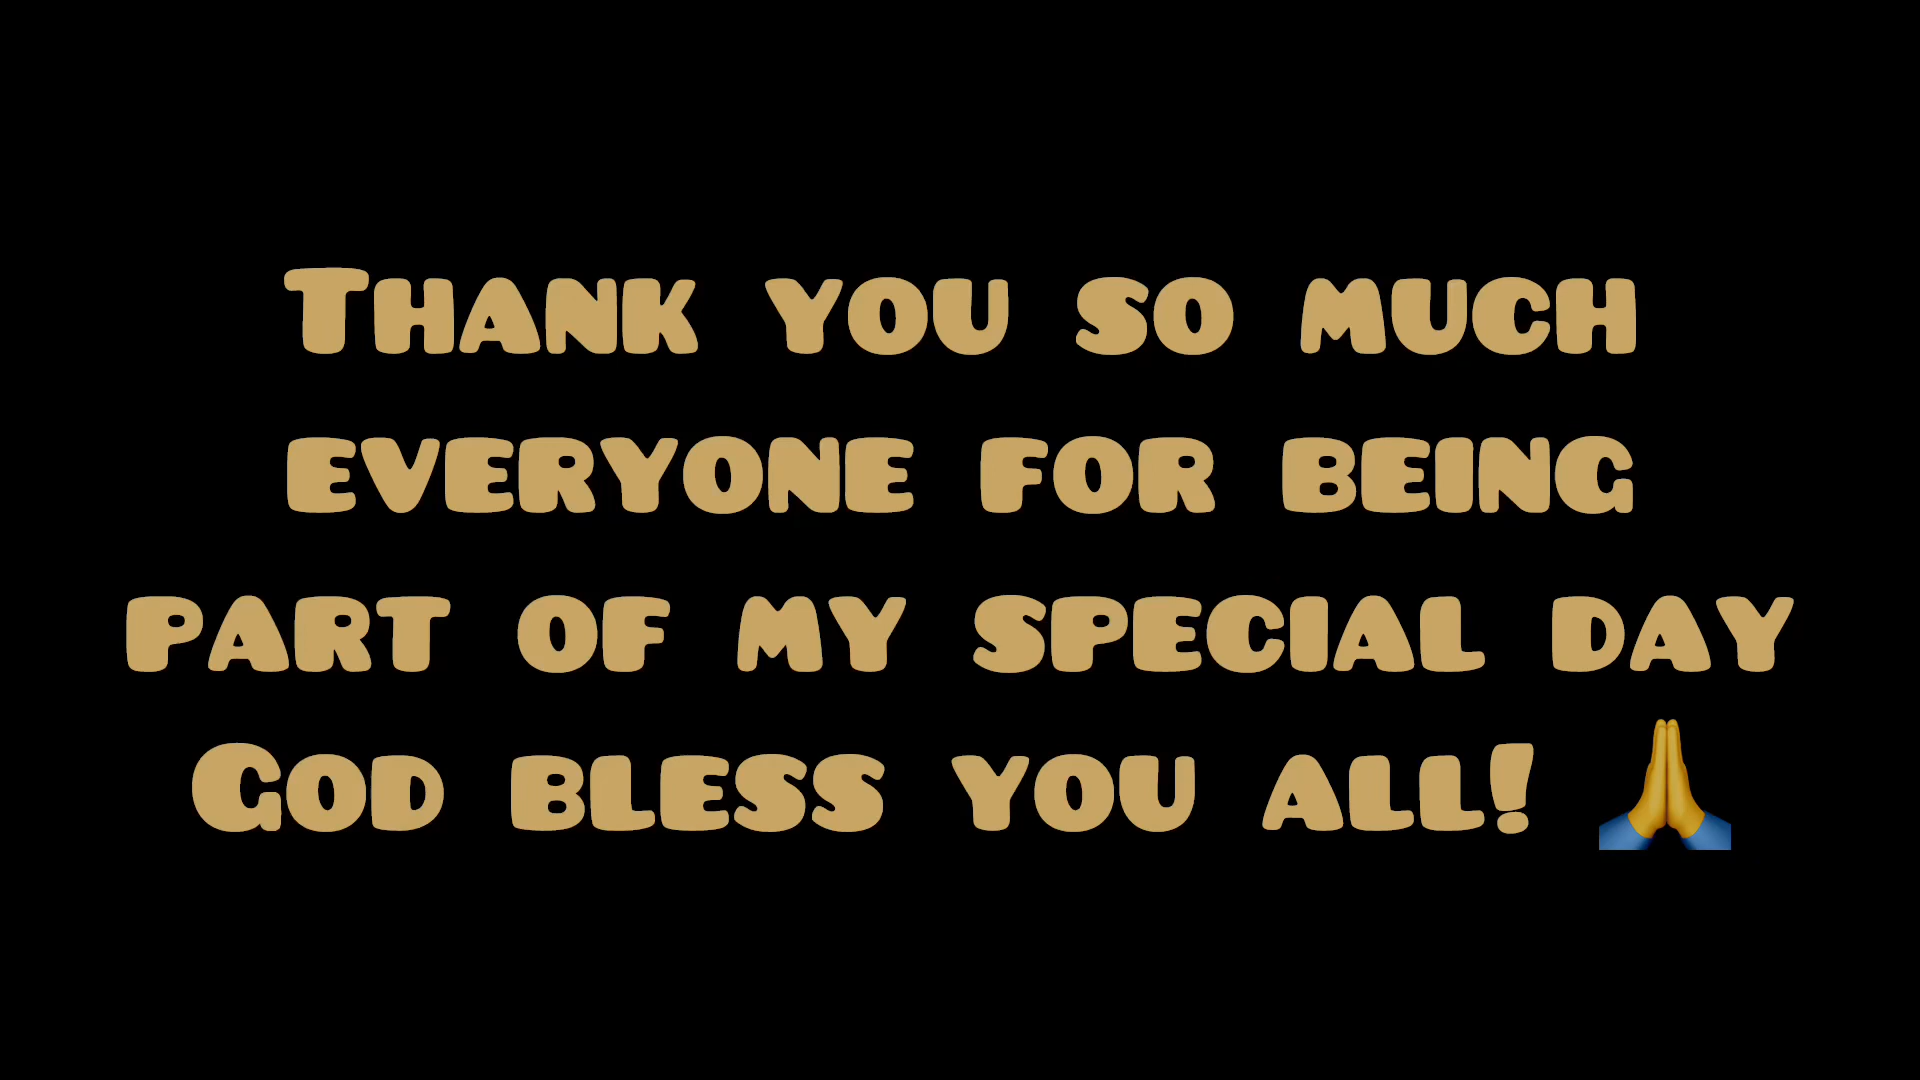 Thank you so much
everyone for being
part of my special day
God bless you all! 🙏